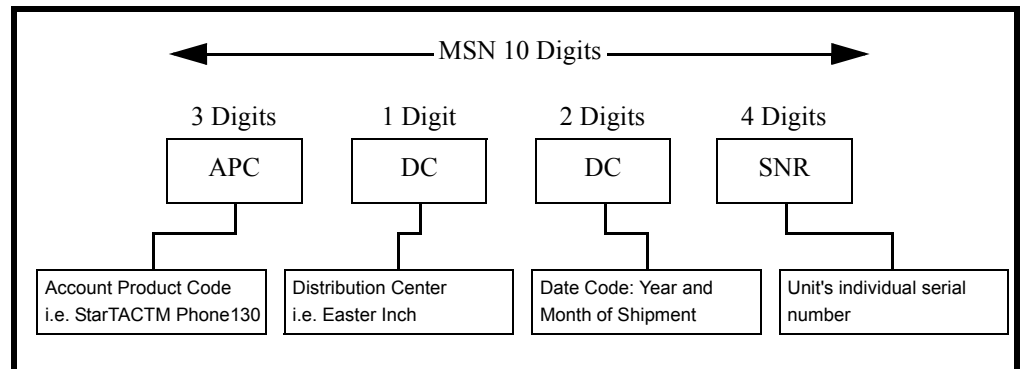 MSN 10 Digits
3 Digits 1 Digit 2 Digits 4 Digits
APC DC DC SNR
Account Product Code
i.e. StarTACTM Phone130
Distribution Center
i.e. Easter Inch
Date Code: Year and
Month of Shipment
Unit's individual serial
number